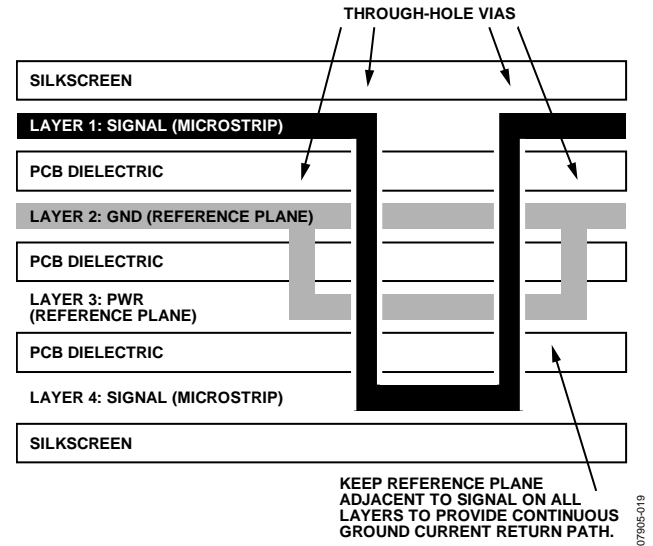 THROUGH-HOLE VIAS
SILKSCREEN
LAYER 1: SIGNAL (MICROSTRIP)
PCB DIELECTRIC
LAYER 2: GND (REFERENCE PLANE)
PCB DIELECTRIC
LAYER 3: PWR
(REFERENCE PLANE)
PCB DIELECTRIC
LAYER 4: SIGNAL (MICROSTRIP)
SILKSCREEN
KEEP REFERENCE PLANE
ADJACENT TO SIGNAL ON ALL
LAYERS TO PROVIDE CONTINUOUS
GROUND CURRENT RETURN PATH.
07905-019